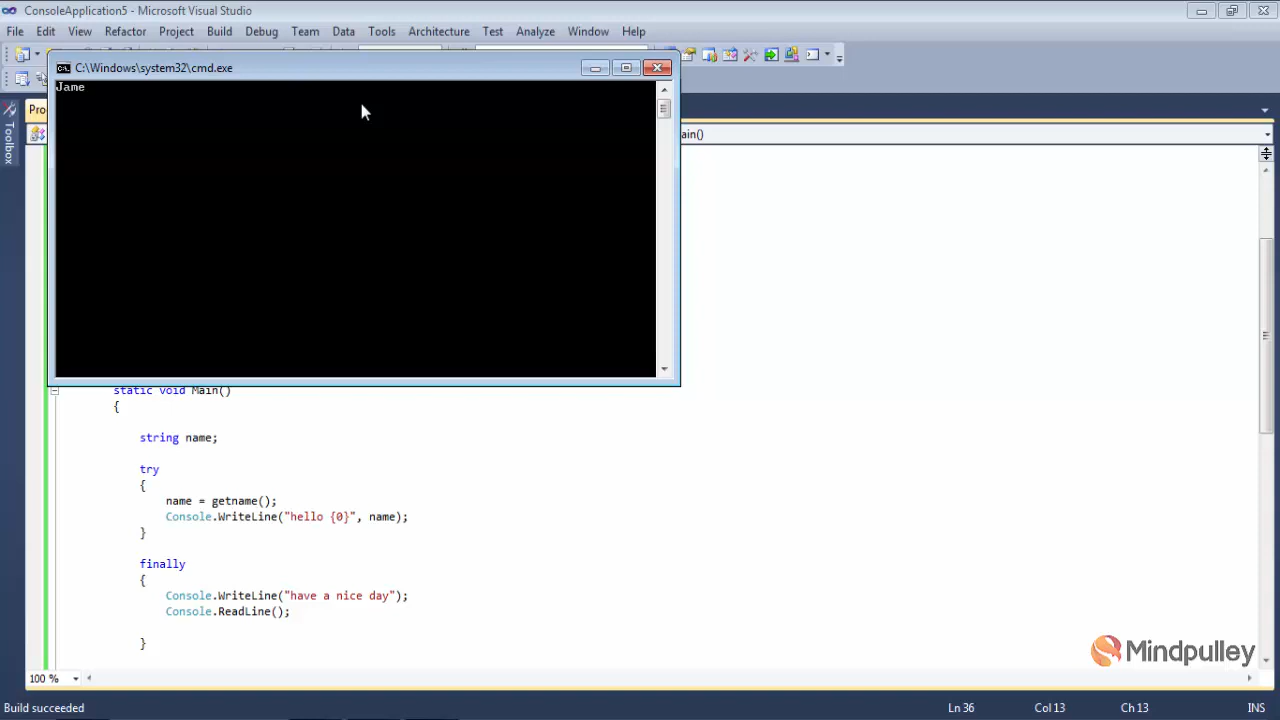 ConsoleApplication5 - Microsoft Visual Studio
File Edit View Refactor Project Build Debug Team Data Tools Architecture Test Analyze Window Help
C:\Windows\system32\cmd.exe
Jame
Toolbox
Pro
ain()
static void Main()
{
string name;
try
{
name = getname();
Console.WriteLine("hello {0}", name);
}
finally
{
Console.WriteLine("have a nice day");
Console.ReadLine();
}
Mindpulley
100 %
Build succeeded
Ln 36 Col 13 Ch 13 INS